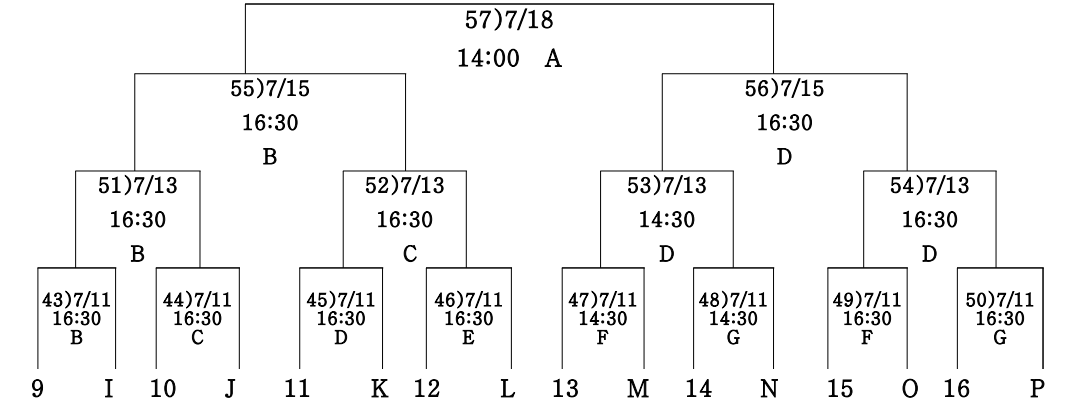 57)7/18
14:00 A
55)7/15
16:30
B
56)7/15
16:30
D
51)7/13
16:30
B
52)7/13
16:30
C
53)7/13
14:30
D
54)7/13
16:30
D
43)7/11
16:30
B
44)7/11
16:30
C
45)7/11
16:30
D
46)7/11
16:30
E
47)7/11
14:30
F
48)7/11
14:30
G
49)7/11
16:30
F
50)7/11
16:30
G
9 I 10 J 11 K 12 L 13 M 14 N 15 O 16 P